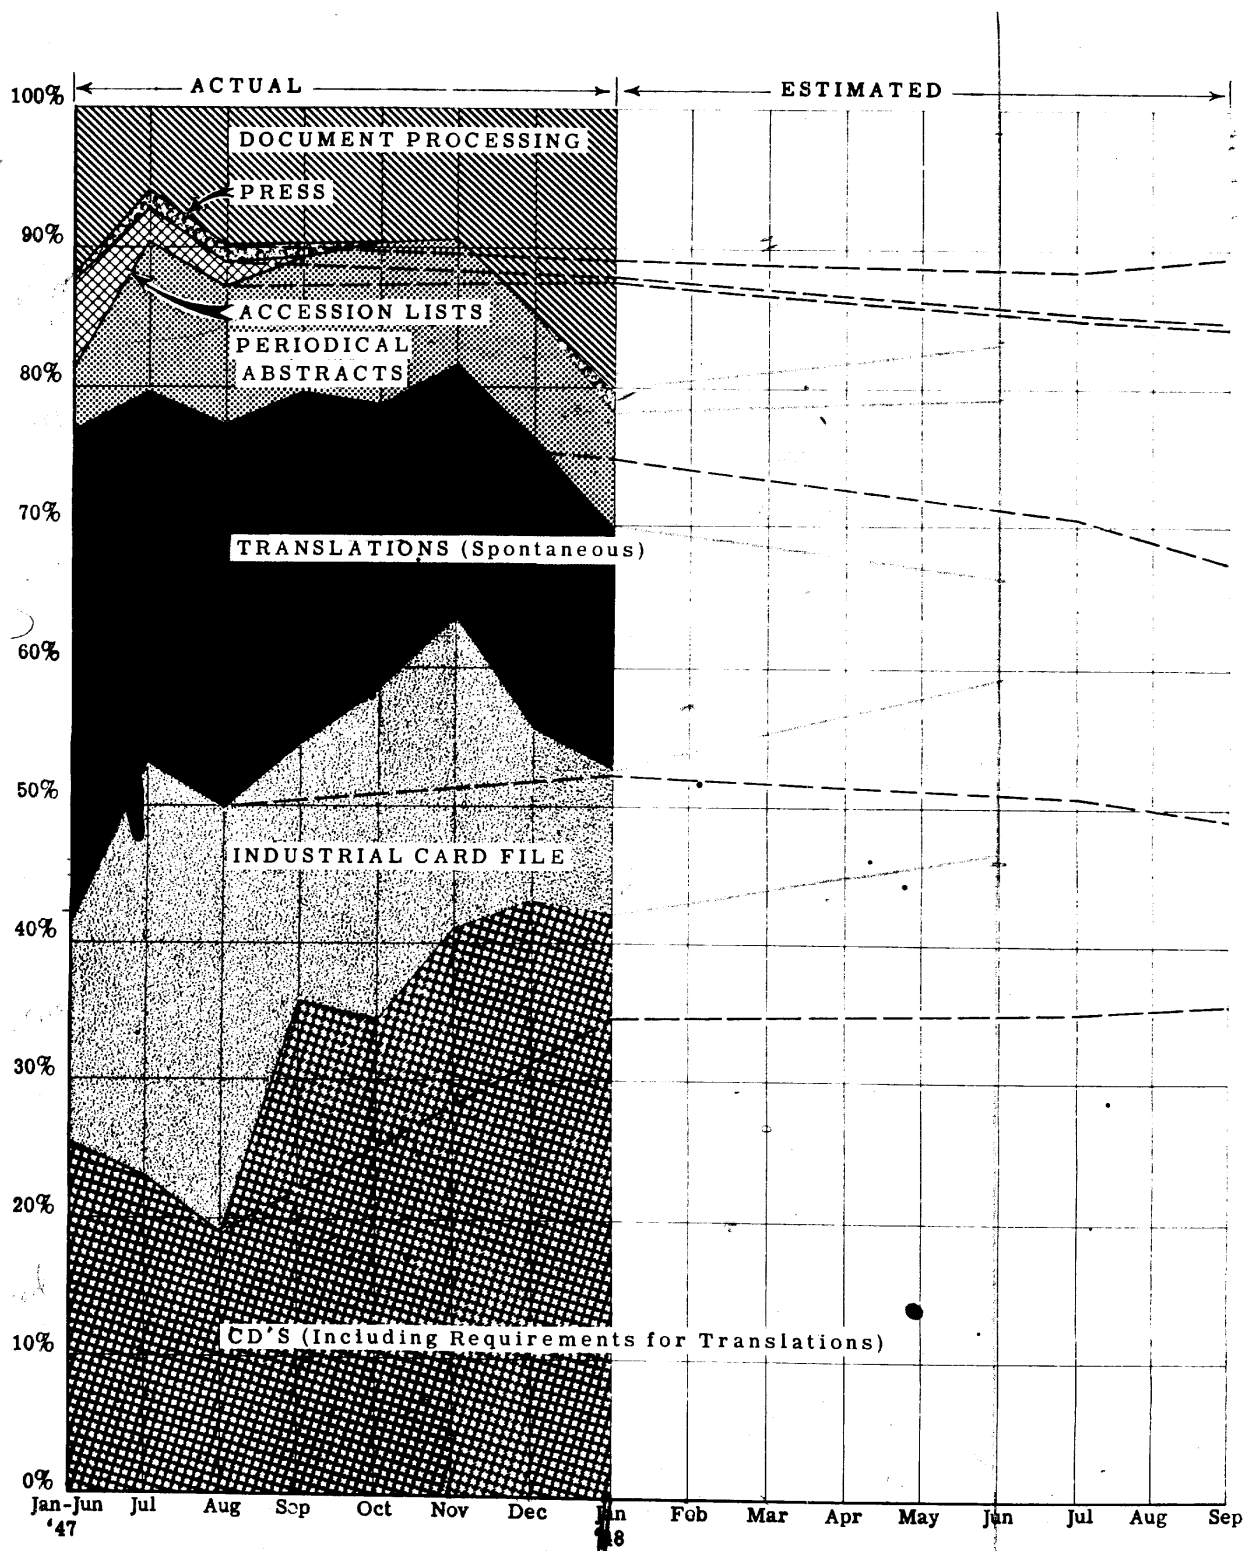 ACTUAL ESTIMATED
100%
DOCUMENT PROCESSING
PRESS
90%
ACCESSION LISTS
PERIODICAL
80%
ABSTRACTS
70%
TRANSLATIONS (Spontaneous)
60%
50%
INDUSTRIAL CARD FILE
40%
30%
20%
CD'S (Including Requirements for Translations)
10%
0%
Jan-Jun Jul Aug Sep Oct Nov Dec Jan Feb Mar Apr May Jun Jul Aug Sep
'47 '48